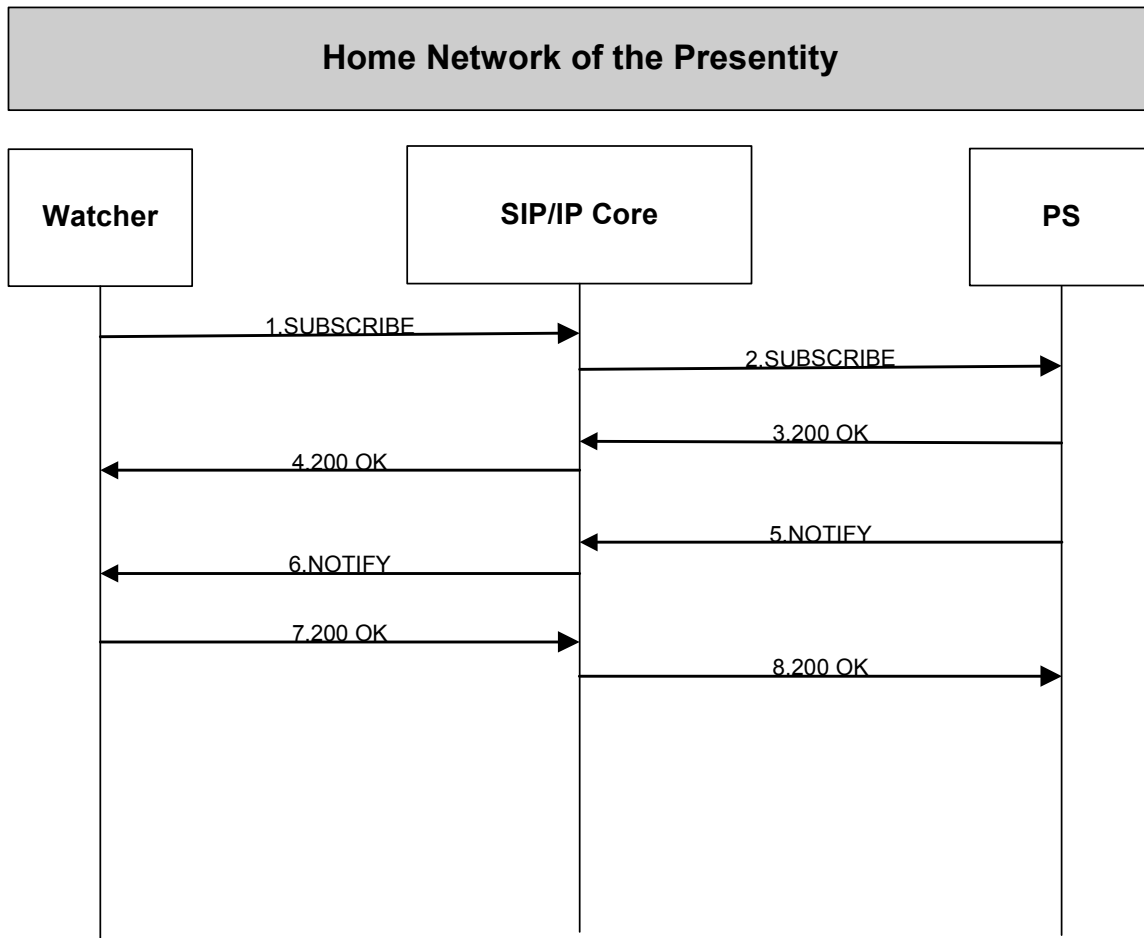 Home Network of the Presentity
Watcher
SIP/IP Core
PS
1.SUBSCRIBE
2.SUBSCRIBE
3.200 OK
4.200 OK
5.NOTIFY
6.NOTIFY
7.200 OK
8.200 OK